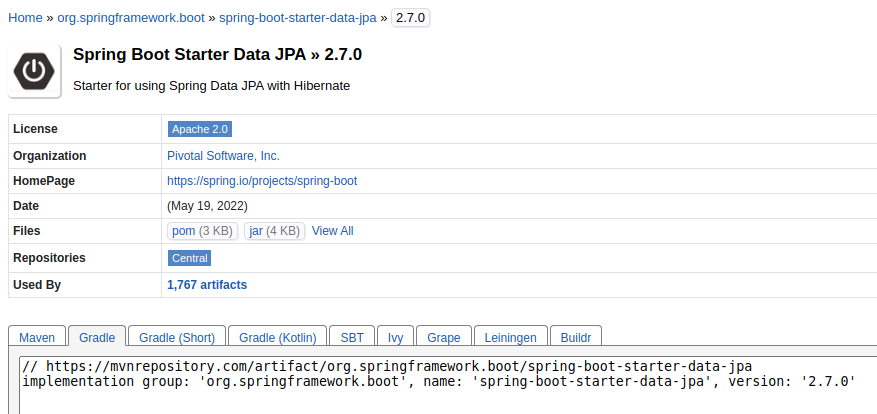 Home » org.springframework.boot » spring-boot-starter-data-jpa » 2.7.0
Spring Boot Starter Data JPA » 2.7.0
Starter for using Spring Data JPA with Hibernate
License Apache 2.0
Organization Pivotal Software, Inc.
HomePage https://spring.io/projects/spring-boot
Date (May 19, 2022)
Files pom (3 KB) jar (4 KB) View All
Repositories Central
Used By 1,767 artifacts
Maven Gradle Gradle (Short) Gradle (Kotlin) SBT Ivy Grape Leiningen Buildr
// https://mvnrepository.com/artifact/org.springframework.boot/spring-boot-starter-data-jpa
implementation group: 'org.springframework.boot', name: 'spring-boot-starter-data-jpa', version: '2.7.0'